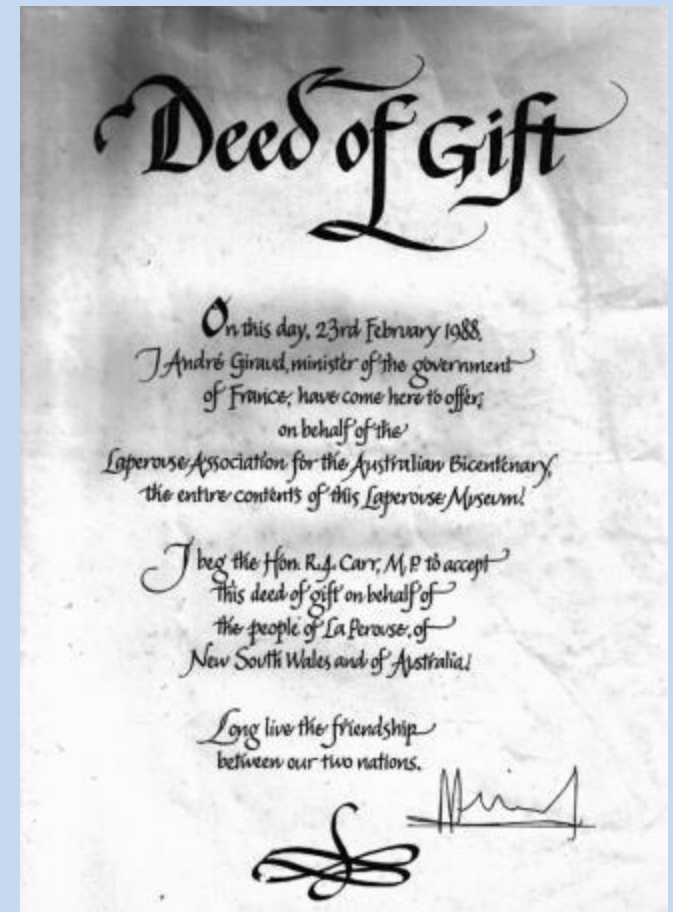 Deed of Gift
On this day, 23rd February 1988,
I André Giraud, minister of the government
of France, have come here to offer,
on behalf of the
Laperouse Association for the Australian Bicentenary,
the entire contents of this Laperouse Museum.
I beg the Hon. R.J. Carr, M.P. to accept
this deed of gift on behalf of
the people of La Perouse, of
New South Wales and of Australia.
Long live the friendship
between our two nations.